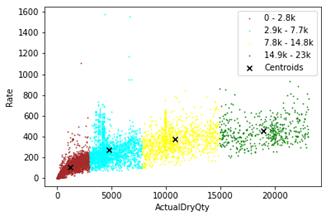 1600
1400
1200
1000
800
600
400
200
0
Rate
0 - 2.8k
2.9k - 7.7k
7.8k - 14.8k
14.9k - 23k
Centroids
0
5000
10000
15000
20000
ActualDryQty